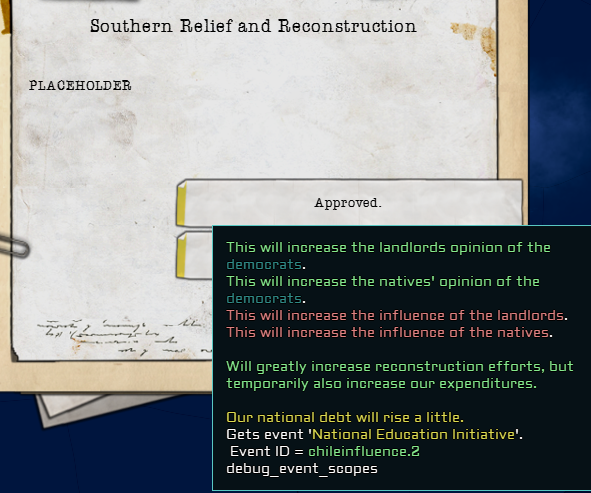 Southern Relief and Reconstruction
PLACEHOLDER
Approved.
This will increase the landlords opinion of the
democrats.
This will increase the natives' opinion of the
democrats.
This will increase the influence of the landlords.
This will increase the influence of the natives.
Will greatly increase reconstruction efforts, but
temporarily also increase our expenditures.
Our national debt will rise a little.
Gets event 'National Education Initiative'.
Event ID = chileinfluence.2
debug_event_scopes